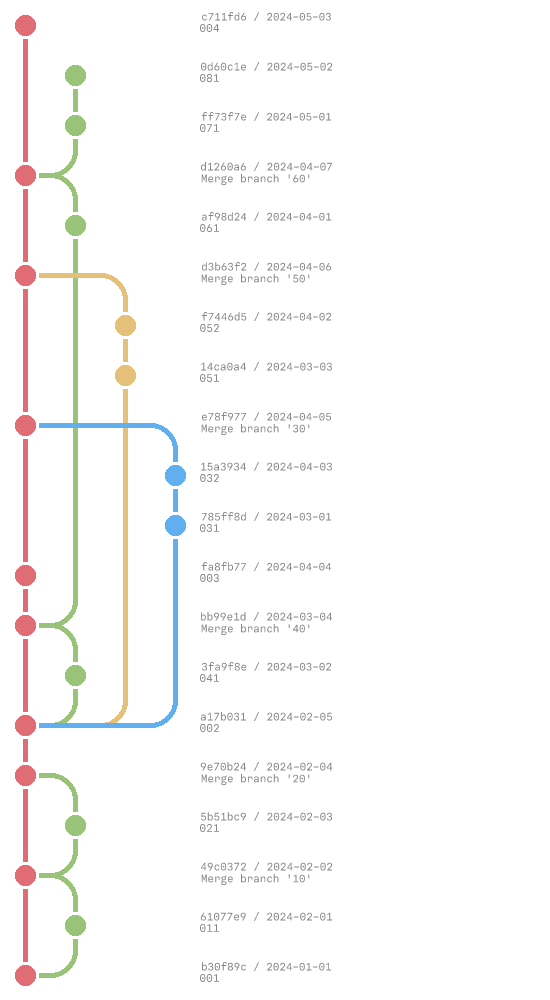 c711fd6 / 2024-05-03
004
0d60c1e / 2024-05-02
081
ff73f7e / 2024-05-01
071
d1260a6 / 2024-04-07
Merge branch '60'
af98d24 / 2024-04-01
061
d3b63f2 / 2024-04-06
Merge branch '50'
f7446d5 / 2024-04-02
052
14ca0a4 / 2024-03-03
051
e78f977 / 2024-04-05
Merge branch '30'
15a3934 / 2024-04-03
032
785ff8d / 2024-03-01
031
fa8fb77 / 2024-04-04
003
bb99e1d / 2024-03-04
Merge branch '40'
3fa9f8e / 2024-03-02
041
a17b031 / 2024-02-05
002
9e70b24 / 2024-02-04
Merge branch '20'
5b51bc9 / 2024-02-03
021
49c0372 / 2024-02-02
Merge branch '10'
61077e9 / 2024-02-01
011
b30f89c / 2024-01-01
001